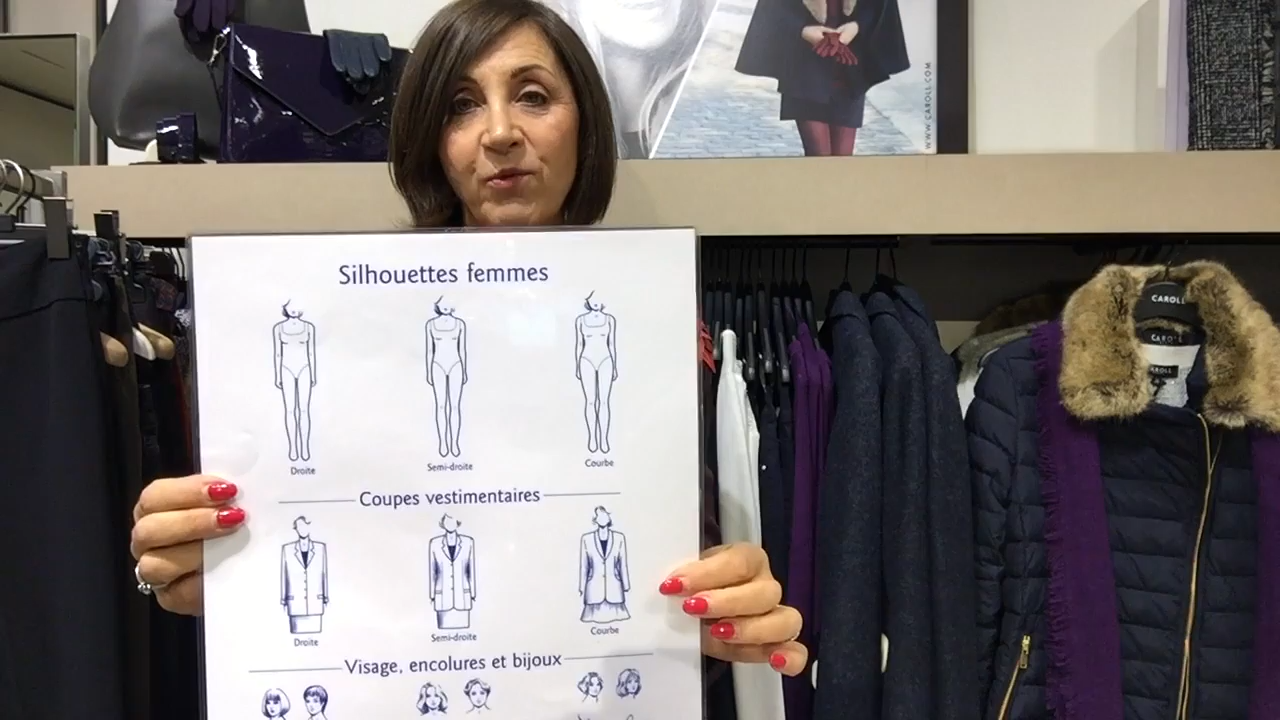 WWW.CAROLL.COM
Silhouettes femmes
Droite
Semi-droite
Courbe
Coupes vestimentaires
Droite
Semi-droite
Courbe
Visage, encolures et bijoux
CAROLL
CAROLL